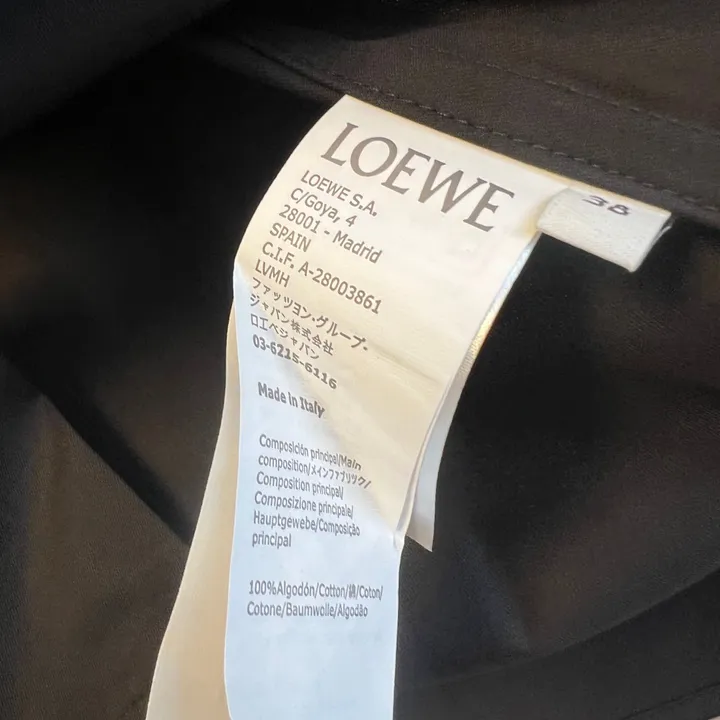 LOEWE
38
LOEWE S.A.
C/Goya, 4
28001 - Madrid
SPAIN
C.I.F. A-28003861
LVMH
ファッツョン・グループ・
ジャパン株式会社
ロエベジャパン
03-6215-6116
Made in Italy
Composición principal/Main
composition/メインファブリック/
Composition principal/
Composizione principale/
Hauptgewebe/Composição
principal
100%Algodón/Cotton/綿/Coton/
Cotone/Baumwolle/Algodão